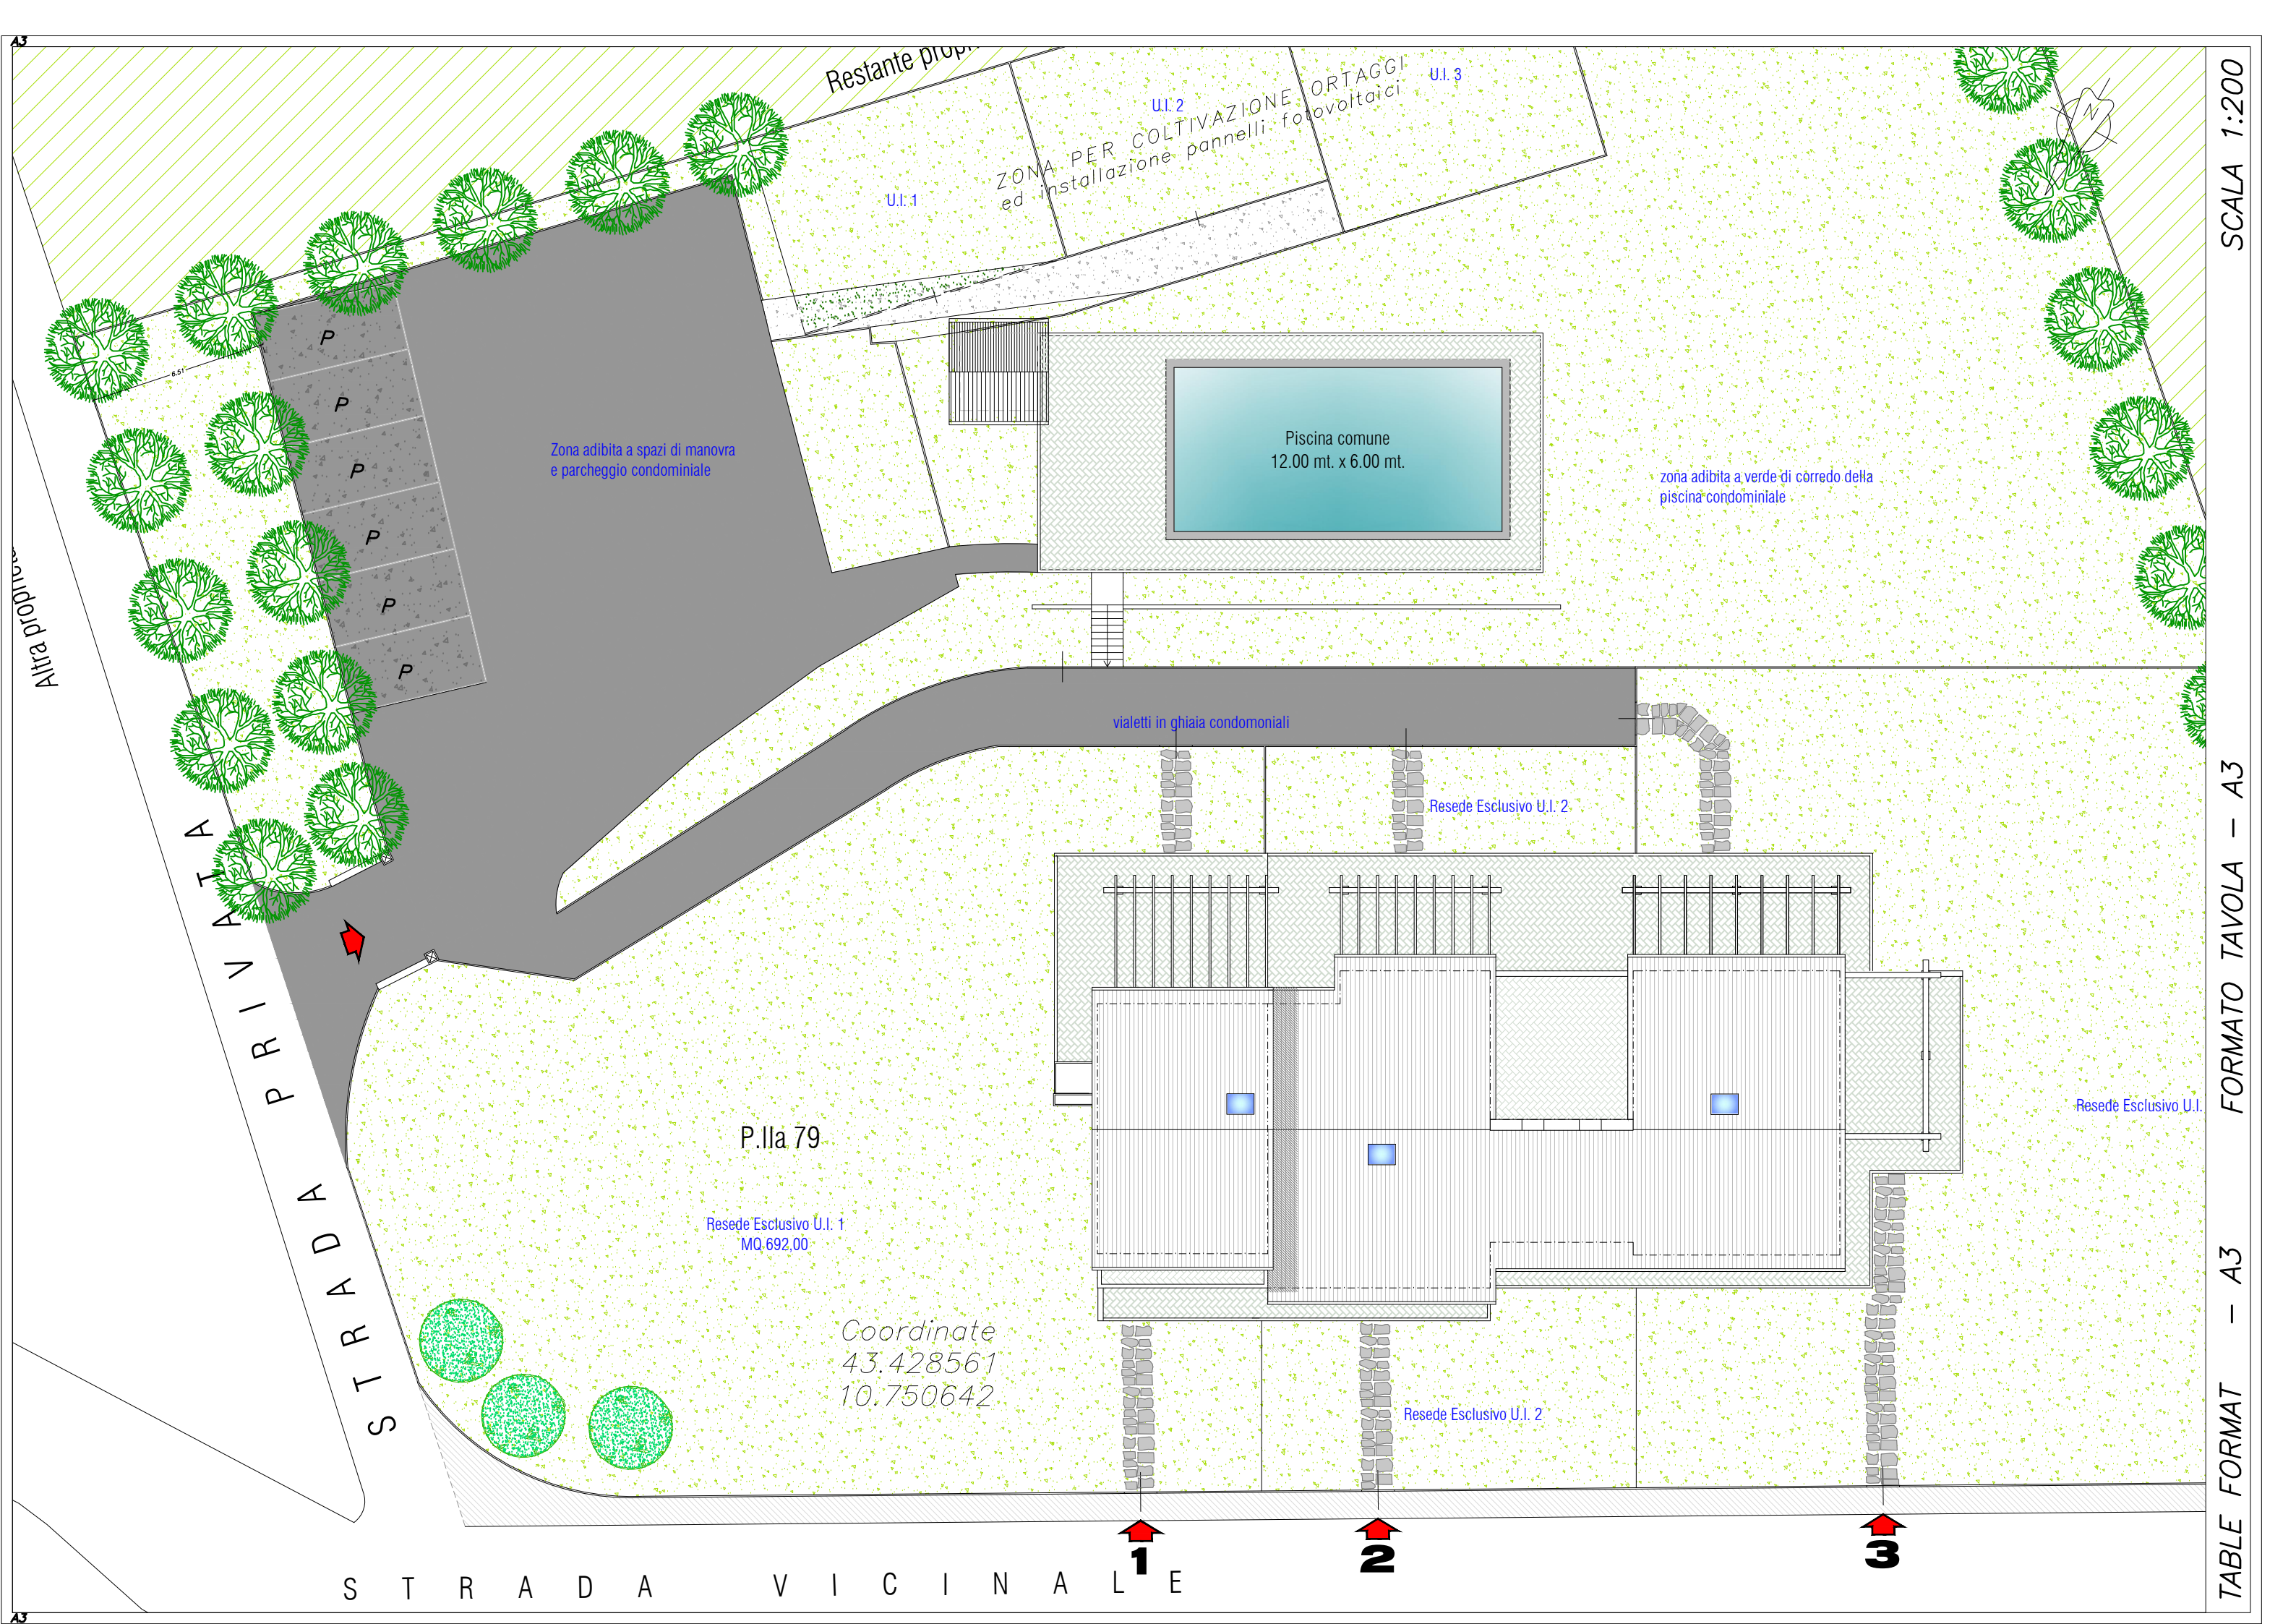 A3
Restante propri
U.I. 3
U.I. 2
ZONA PER COLTIVAZIONE ORTAGGI
ed installazione pannelli fotovoltaici
U.I. 1
N
SCALA 1:200
P
6.51
P
P
P
P
P
Zona adibita a spazi di manovra
e parcheggio condominiale
Piscina comune
12.00 mt. x 6.00 mt.
zona adibita a verde di corredo della
piscina condominiale
Altra proprietà
vialetti in ghiaia condomoniali
Resede Esclusivo U.I. 2
FORMATO TAVOLA - A3
STRADA PRIVATA
P.lla 79
Resede Esclusivo U.I.
Resede Esclusivo U.I. 1
MQ.692,00
Coordinate
43.428561
10.750642
Resede Esclusivo U.I. 2
TABLE FORMAT - A3
1
2
3
STRADA VICINALE
A3